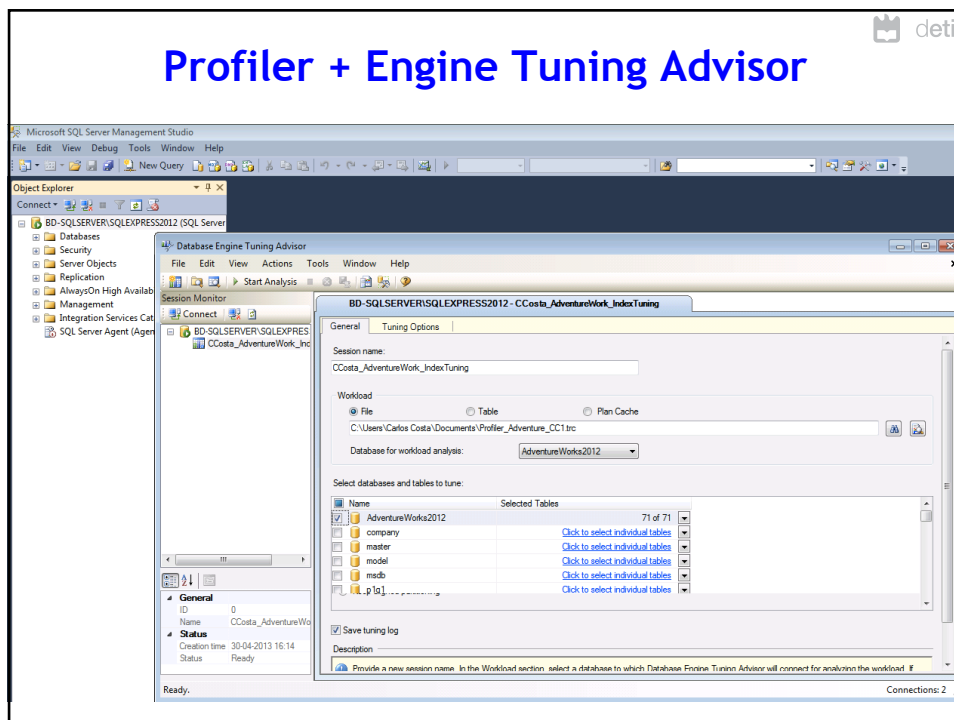 deti
Profiler + Engine Tuning Advisor
Microsoft SQL Server Management Studio
File Edit View Debug Tools Window Help
New Query
Object Explorer
Connect
BD-SQLSERVER\SQLEXPRESS2012 (SQL Server
Databases
Security
Server Objects
Replication
AlwaysOn High Availab
Management
Integration Services Cat
SQL Server Agent (Agen
Database Engine Tuning Advisor
File Edit View Actions Tools Window Help
Start Analysis
Session Monitor
Connect
BD-SQLSERVER\SQLEXPRES
CCosta_AdventureWork_Inc
General
ID 0
Name CCosta_AdventureWo
Status
Creation time 30-04-2013 16:14
Status Ready
BD-SQLSERVER\SQLEXPRESS2012 - CCosta_AdventureWork_IndexTuning
General Tuning Options
Session name:
CCosta_AdventureWork_IndexTuning
Workload
File Table Plan Cache
C:\Users\Carlos Costa\Documents\Profiler_Adventure_CC1.trc
Database for workload analysis: AdventureWorks2012
Select databases and tables to tune:
Name Selected Tables
AdventureWorks2012 71 of 71
company Click to select individual tables
master Click to select individual tables
model Click to select individual tables
msdb Click to select individual tables
p1g1 Click to select individual tables
Save tuning log
Description
Provide a new session name. In the Workload section, select a database to which Database Engine Tuning Advisor will connect for analyzing the workload. If
Ready. Connections: 2